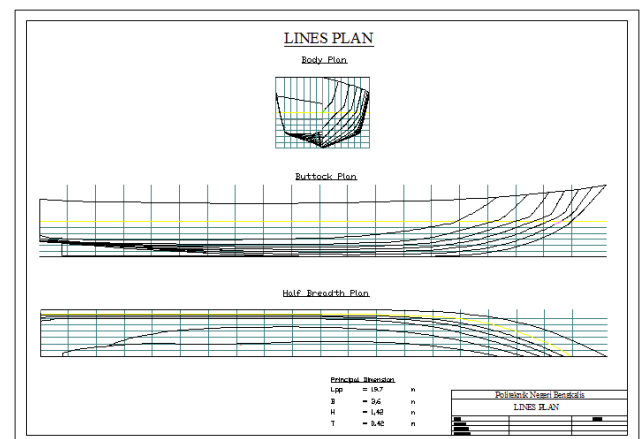 LINES PLAN
Body Plan
Buttock Plan
Half Breadth Plan
Principal Dimension
Lpp = 19,7 m
B = 3,6 m
H = 1,42 m
T = 0,42 m
Politeknik Negeri Bengkalis
LINES PLAN